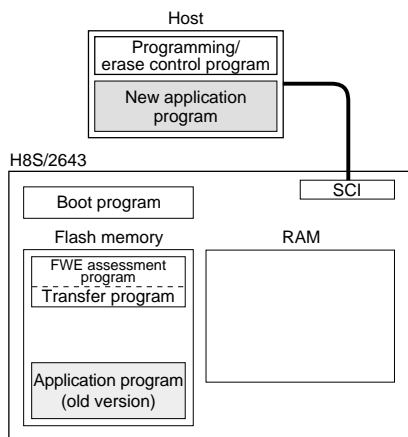 Host
Programming/
erase control program
New application
program
H8S/2643
SCI
Boot program
Flash memory
RAM
FWE assessment
program
Transfer program
Application program
(old version)